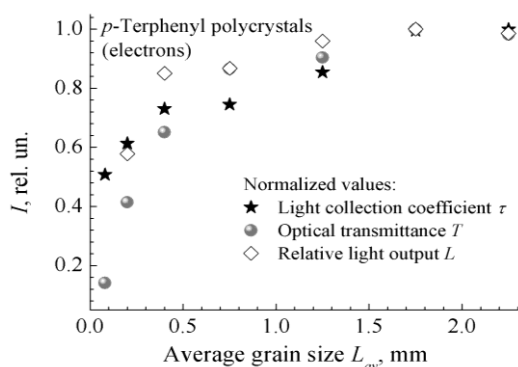 p-Terphenyl polycrystals
(electrons)
I, rel. un.
1.0
0.8
0.6
0.4
0.2
Normalized values:
Light collection coefficient τ
Optical transmittance T
Relative light output L
0.0 0.5 1.0 1.5 2.0
Average grain size Lav, mm